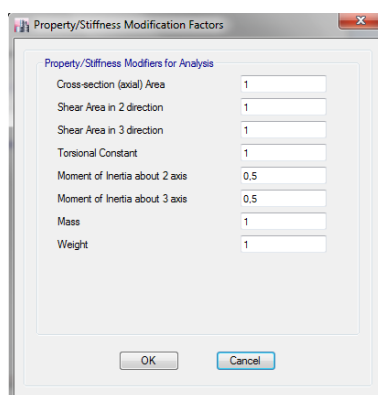 Property/Stiffness Modification Factors
Property/Stiffness Modifiers for Analysis
Cross-section (axial) Area 1
Shear Area in 2 direction 1
Shear Area in 3 direction 1
Torsional Constant 1
Moment of Inertia about 2 axis 0,5
Moment of Inertia about 3 axis 0,5
Mass 1
Weight 1
OK Cancel